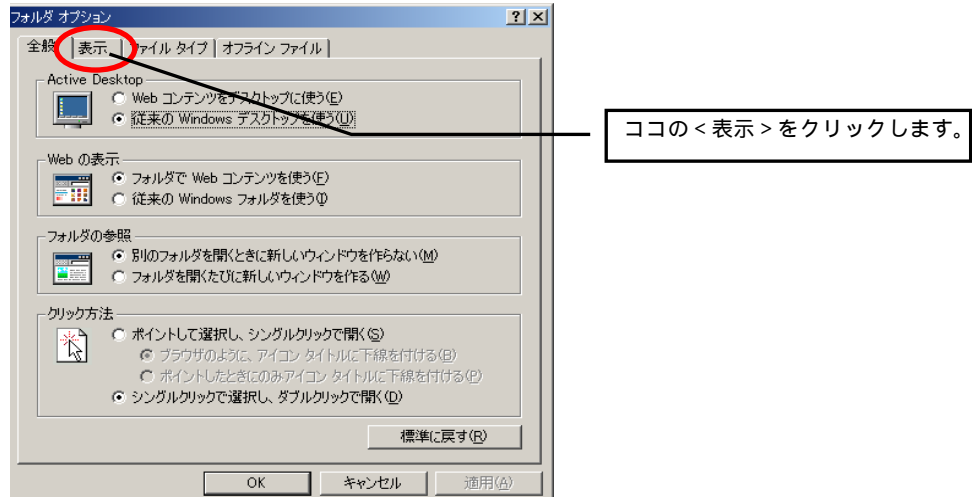 フォルダ オプション
全般 表示 ファイル タイプ オフライン ファイル
Active Desktop
Web コンテンツをデスクトップに使う(E)
従来の Windows デスクトップを使う(U)
ココの<表示>をクリックします。
Web の表示
フォルダで Web コンテンツを使う(F)
従来の Windows フォルダを使う(I)
フォルダの参照
別のフォルダを開くときに新しいウィンドウを作らない(M)
フォルダを開くたびに新しいウィンドウを作る(W)
クリック方法
ポイントして選択し、シングルクリックで開く(S)
ブラウザのように、アイコン タイトルに下線を付ける(B)
ポイントしたときにのみアイコン タイトルに下線を付ける(P)
シングルクリックで選択し、ダブルクリックで開く(D)
標準に戻す(R)
OK キャンセル 適用(A)